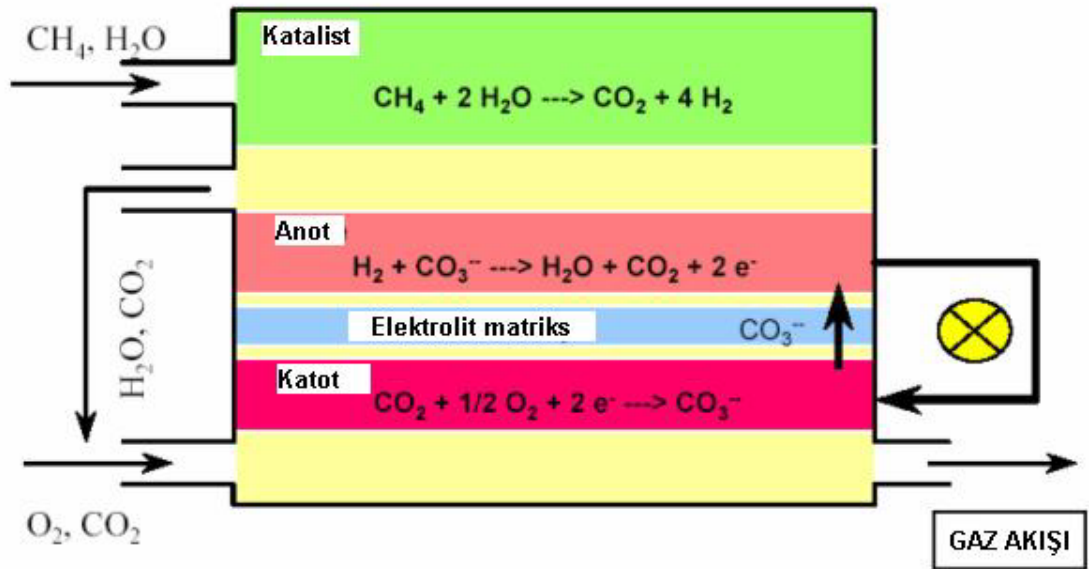 CH₄, H₂O
Katalist
CH₄ + 2 H₂O ---> CO₂ + 4 H₂
Anot
H₂ + CO₃⁻⁻ ---> H₂O + CO₂ + 2 e⁻
H₂O, CO₂
Elektrolit matriks
CO₃⁻⁻
Katot
CO₂ + 1/2 O₂ + 2 e⁻ ---> CO₃⁻⁻
O₂, CO₂
GAZ AKIŞI